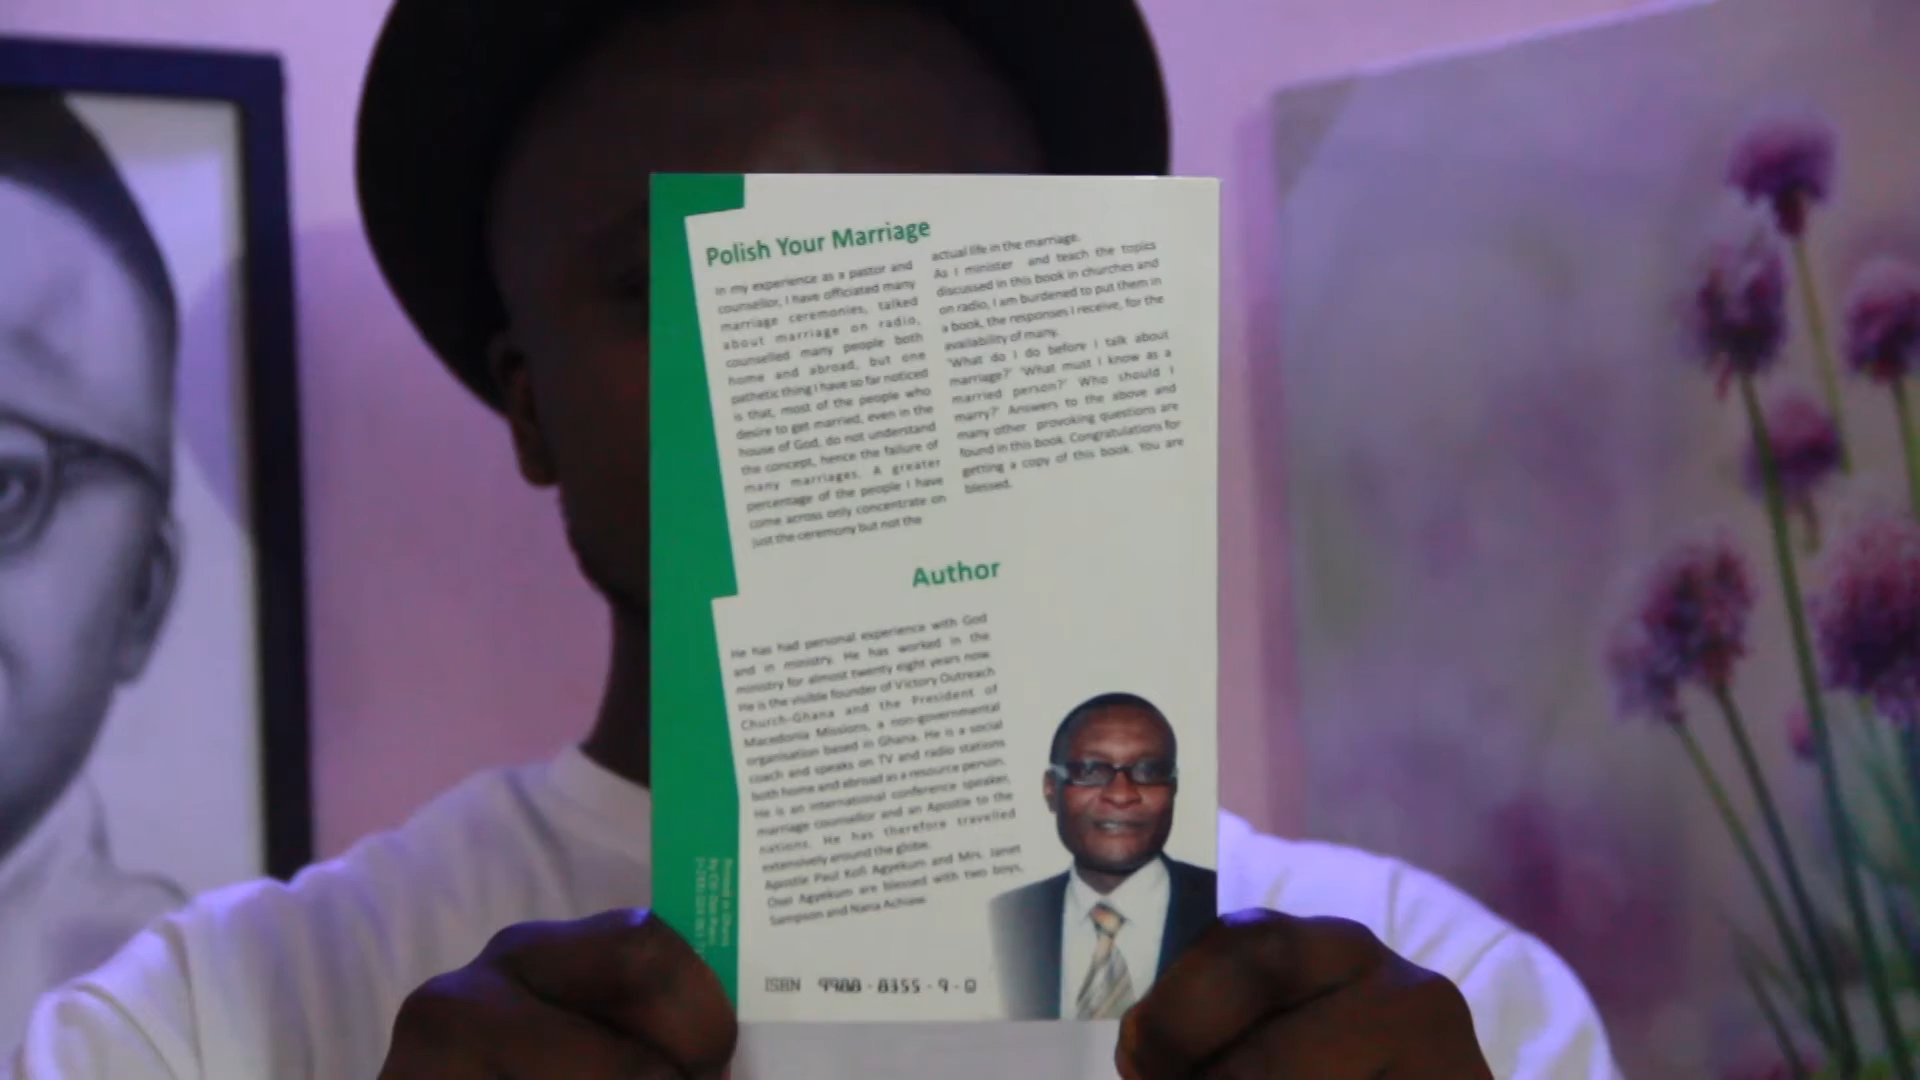 Polish Your Marriage
In my experience as a pastor and
counsellor, I have officiated many
marriage ceremonies, talked
about marriage on radio,
counselled many people both
home and abroad, but one
pathetic thing I have so far noticed
is that, most of the people who
desire to get married, even in the
house of God, do not understand
the concept, hence the failure of
many marriages. A greater
percentage of the people I have
come across only concentrate on
just the ceremony but not the
actual life in the marriage.
As I minister and teach the topics
discussed in this book in churches and
on radio, I am burdened to put them in
a book, the responses I receive, for the
availability of many.
'What do I do before I talk about
marriage?' 'What must I know as a
married person?' Who should I
marry?' Answers to the above and
many other provoking questions are
found in this book. Congratulations for
getting a copy of this book. You are
blessed.
Author
He has had personal experience with God
and in ministry. He has worked in the
ministry for almost twenty eight years now.
He is the visible founder of Victory Outreach
Church-Ghana and the President of
Macedonia Missions, a non-governmental
organisation based in Ghana. He is a social
coach and speaks on TV and radio stations
both home and abroad as a resource person.
He is an international conference speaker,
marriage counsellor and an Apostle to the
nations. He has therefore travelled
extensively around the globe.
Apostle Paul Kofi Agyekum and Mrs. Janet
Osei Agyekum are blessed with two boys,
Sampson and Nana Achiaw.
ISBN 9988-8355-9-0